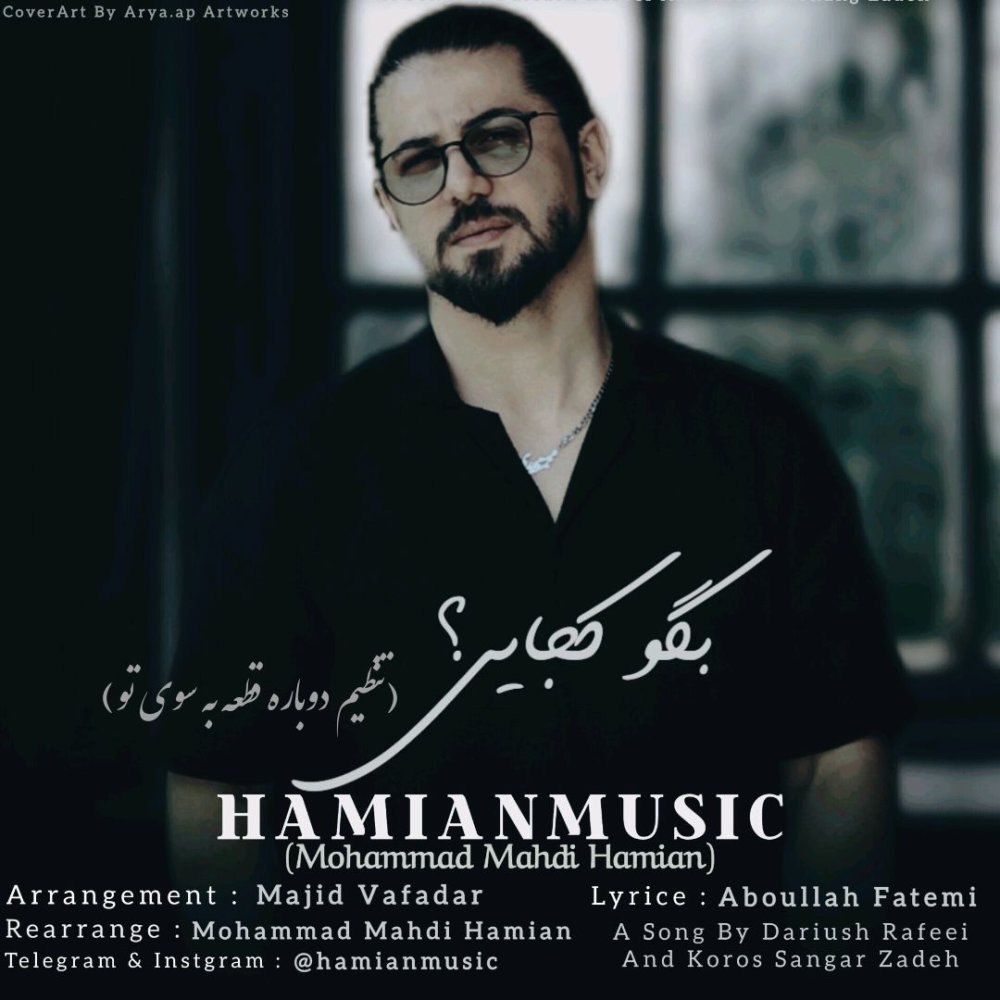 CoverArt By Arya.ap Artworks
بگو کجایی؟
(تنظیم دوباره قطعه به سوی تو)
HAMIANMUSIC
(Mohammad Mahdi Hamian)
Arrangement : Majid Vafadar
Lyrice : Aboullah Fatemi
Rearrange : Mohammad Mahdi Hamian
A Song By Dariush Rafeei
And Koros Sangar Zadeh
Telegram & Instgram : @hamianmusic